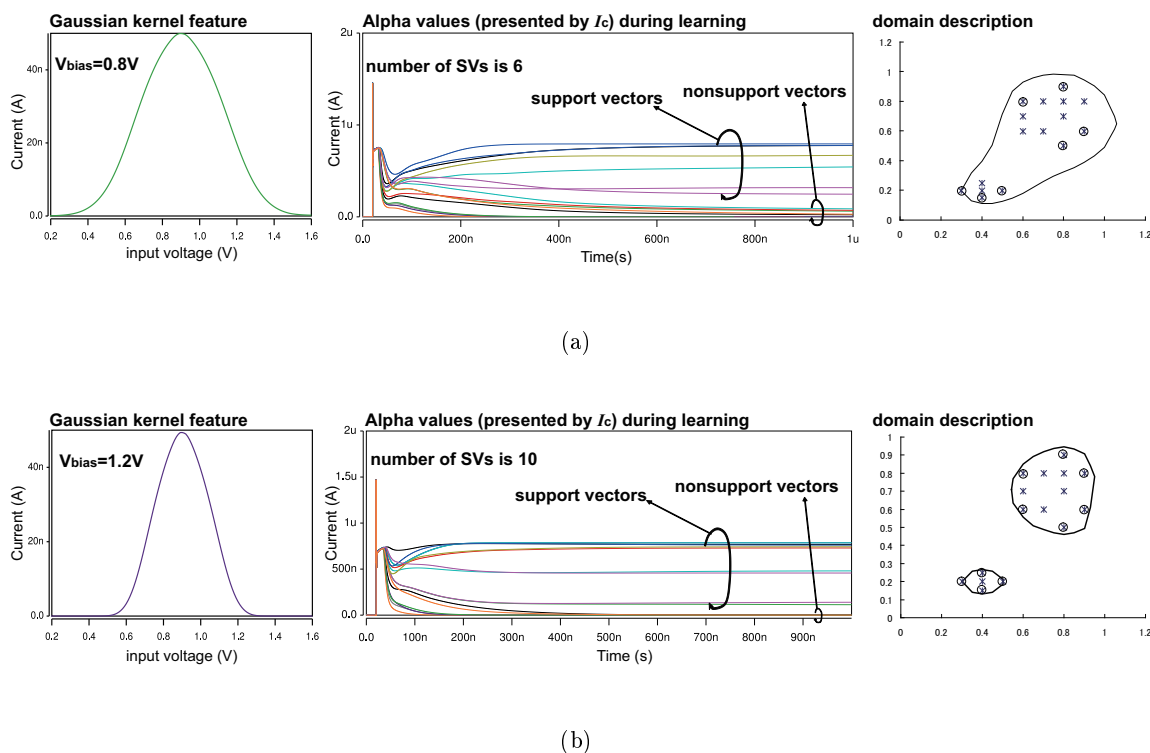 Gaussian kernel feature
Vbias=0.8V
40n
20n
0.0
Current (A)
0.2 0.4 0.6 0.8 1.0 1.2 1.4 1.6
input voltage (V)
Alpha values (presented by Ic) during learning
number of SVs is 6
support vectors
nonsupport vectors
2u
1u
0.0
Current (A)
0.0 200n 400n 600n 800n 1u
Time(s)
domain description
1.2
1
0.8
0.6
0.4
0.2
0
0 0.2 0.4 0.6 0.8 1 1.2
(a)
Gaussian kernel feature
Vbias=1.2V
40n
20n
0.0
Current (A)
0.2 0.4 0.6 0.8 1.0 1.2 1.4 1.6
input voltage (V)
Alpha values (presented by Ic) during learning
number of SVs is 10
support vectors
nonsupport vectors
2u
1.5u
1u
500n
0.0
Current (A)
0.0 100n 200n 300n 400n 500n 600n 700n 800n 900n
Time (s)
domain description
1
0.9
0.8
0.7
0.6
0.5
0.4
0.3
0.2
0.1
0
0 0.2 0.4 0.6 0.8 1 1.2
(b)